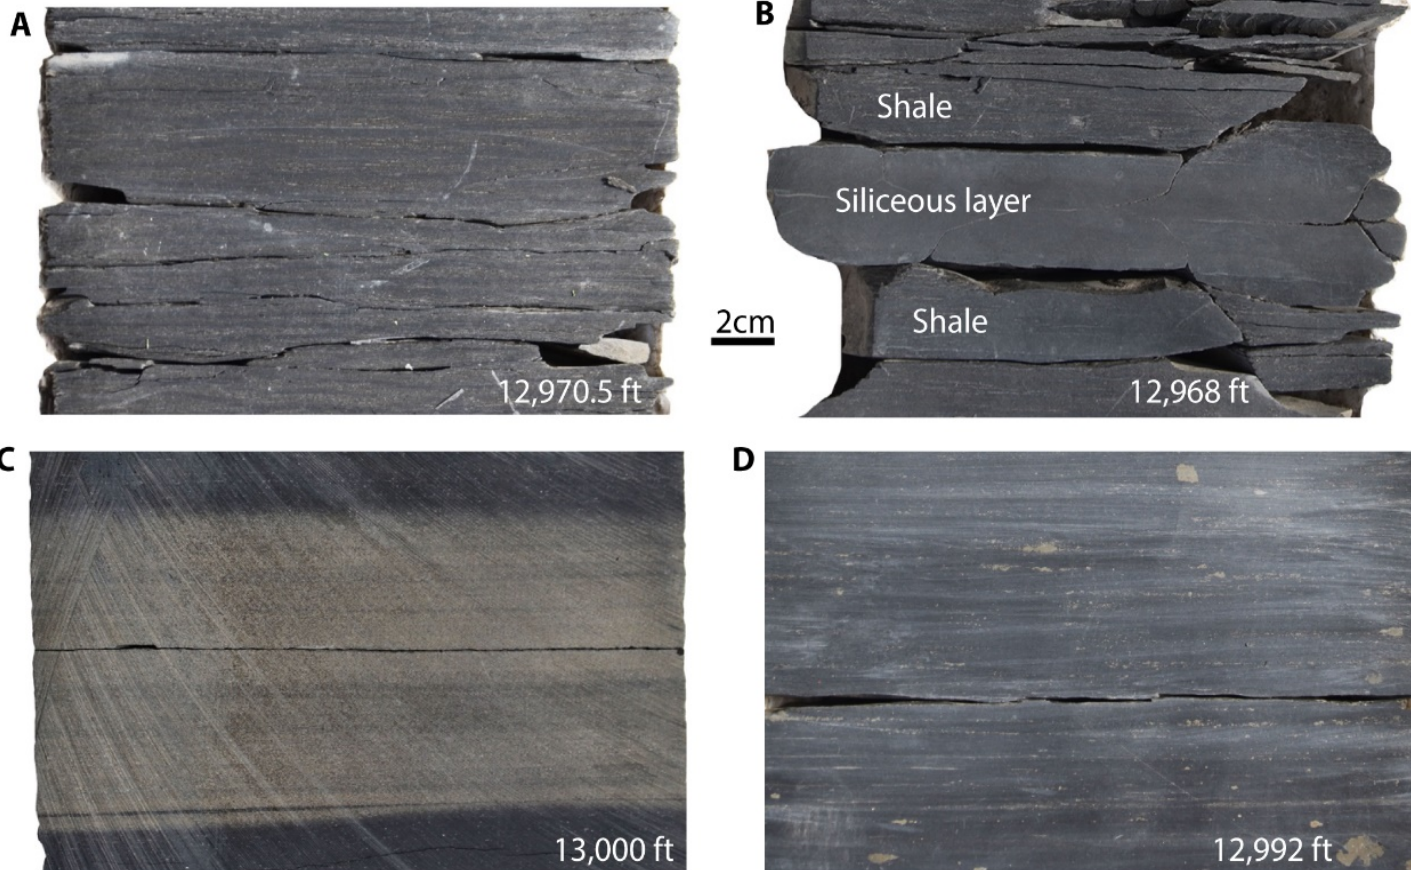 A
B
Shale
Siliceous layer
2cm
Shale
12,970.5 ft
12,968 ft
C
D
13,000 ft
12,992 ft